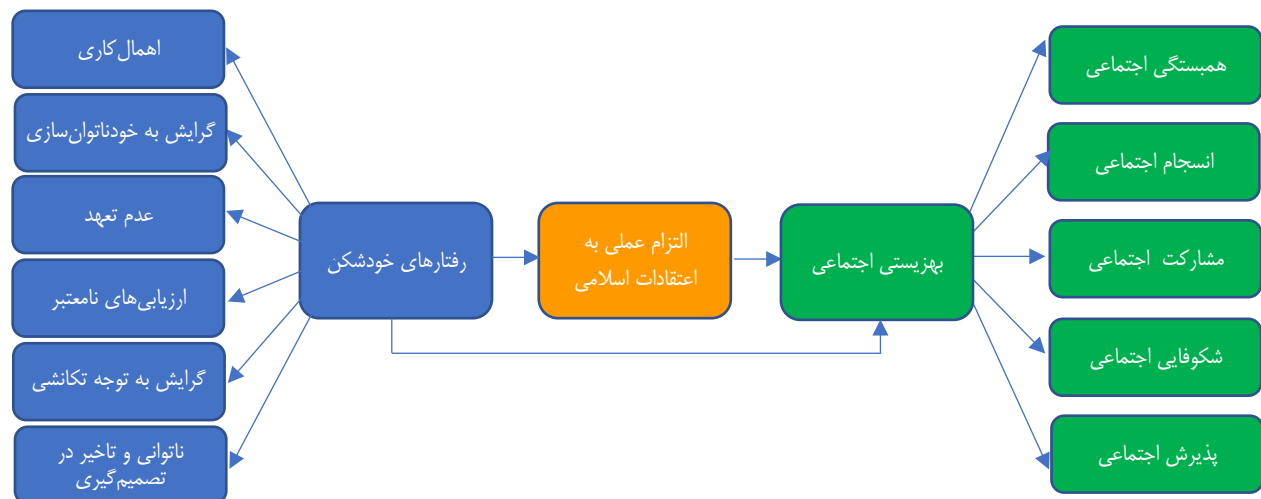 اهمال‌کاری
گرایش به خودناتوان‌سازی
عدم تعهد
ارزیابی‌های نامعتبر
گرایش به توجه تکانشی
ناتوانی و تاخیر در
تصمیم‌گیری
رفتارهای خودشکن
التزام عملی به
اعتقادات اسلامی
بهزیستی اجتماعی
همبستگی اجتماعی
انسجام اجتماعی
مشارکت اجتماعی
شکوفایی اجتماعی
پذیرش اجتماعی